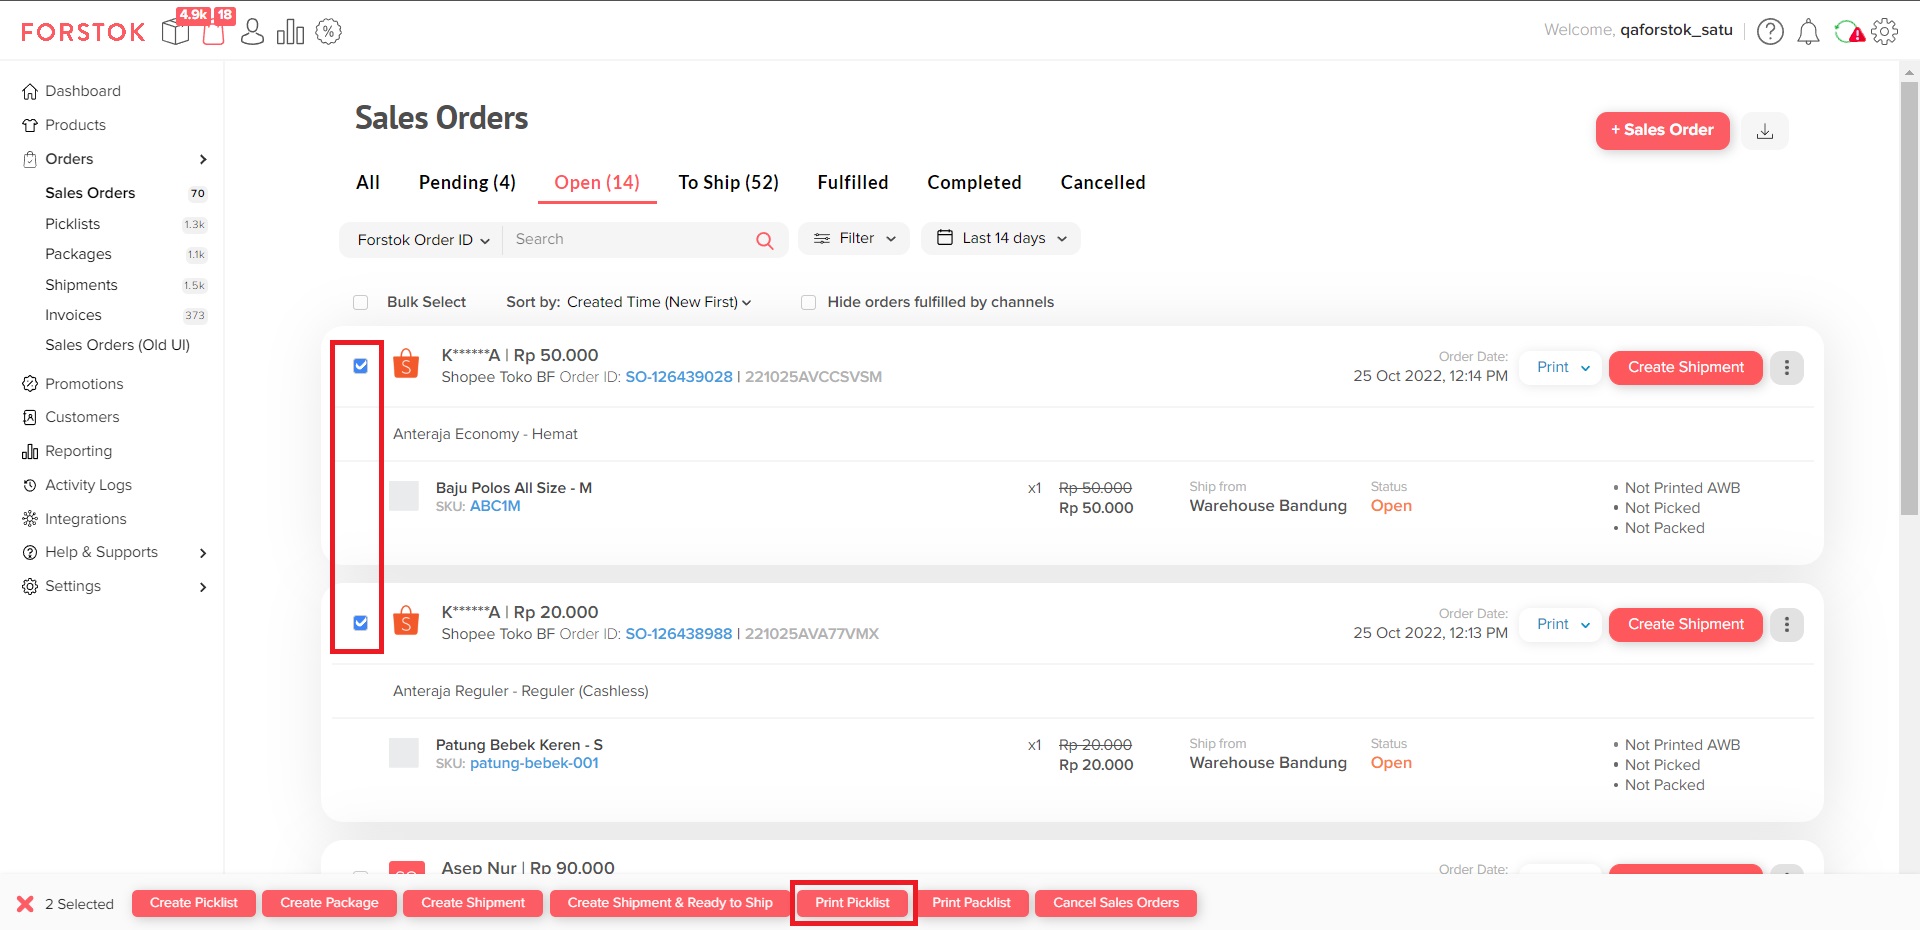 FORSTOK
4.9k
18
Welcome, qaforstok_satu
Dashboard
Products
Orders
Sales Orders 70
Picklists 1.3k
Packages 1.1k
Shipments 1.5k
Invoices 373
Sales Orders (Old UI)
Promotions
Customers
Reporting
Activity Logs
Integrations
Help & Supports
Settings
Sales Orders
+ Sales Order
All Pending (4) Open (14) To Ship (52) Fulfilled Completed Cancelled
Forstok Order ID Search Filter Last 14 days
Bulk Select Sort by: Created Time (New First) Hide orders fulfilled by channels
K******A | Rp 50.000
Shopee Toko BF Order ID: SO-126439028 | 221025AVCCSVSM
Order Date:
25 Oct 2022, 12:14 PM
Print
Create Shipment
Anteraja Economy - Hemat
Baju Polos All Size - M
SKU: ABC1M
x1
Rp 50.000
Rp 50.000
Ship from
Warehouse Bandung
Status
Open
• Not Printed AWB
• Not Picked
• Not Packed
K******A | Rp 20.000
Shopee Toko BF Order ID: SO-126438988 | 221025AVA77VMX
Order Date:
25 Oct 2022, 12:13 PM
Print
Create Shipment
Anteraja Reguler - Reguler (Cashless)
Patung Bebek Keren - S
SKU: patung-bebek-001
x1
Rp 20.000
Rp 20.000
Ship from
Warehouse Bandung
Status
Open
• Not Printed AWB
• Not Picked
• Not Packed
Asep Nur | Rp 90.000
Order Date:
2 Selected
Create Picklist
Create Package
Create Shipment
Create Shipment & Ready to Ship
Print Picklist
Print Packlist
Cancel Sales Orders